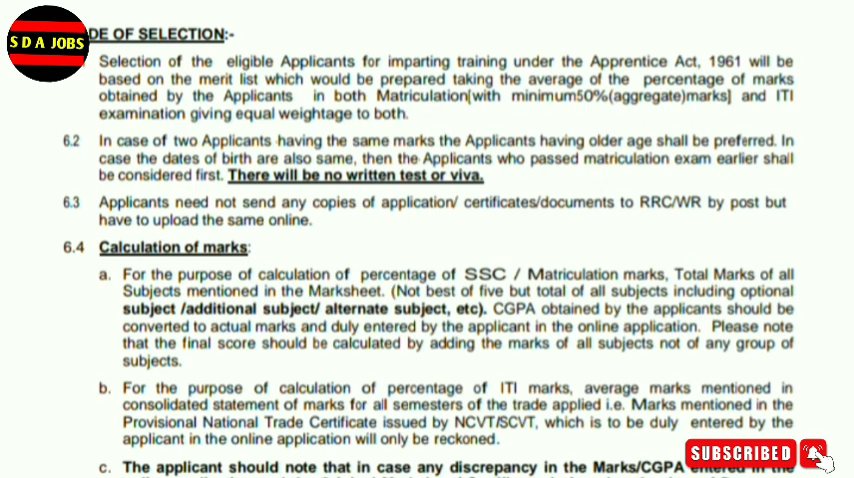 S D A JOBS
DE OF SELECTION:-
Selection of the eligible Applicants for imparting training under the Apprentice Act, 1961 will be
based on the merit list which would be prepared taking the average of the percentage of marks
obtained by the Applicants in both Matriculation[with minimum50%(aggregate)marks] and ITI
examination giving equal weightage to both.
6.2 In case of two Applicants having the same marks the Applicants having older age shall be preferred. In
case the dates of birth are also same, then the Applicants who passed matriculation exam earlier shall
be considered first. There will be no written test or viva.
6.3 Applicants need not send any copies of application/ certificates/documents to RRC/WR by post but
have to upload the same online.
6.4 Calculation of marks:
a. For the purpose of calculation of percentage of SSC / Matriculation marks, Total Marks of all
Subjects mentioned in the Marksheet. (Not best of five but total of all subjects including optional
subject /additional subject/ alternate subject, etc). CGPA obtained by the applicants should be
converted to actual marks and duly entered by the applicant in the online application. Please note
that the final score should be calculated by adding the marks of all subjects not of any group of
subjects.
b. For the purpose of calculation of percentage of ITI marks, average marks mentioned in
consolidated statement of marks for all semesters of the trade applied i.e. Marks mentioned in the
Provisional National Trade Certificate issued by NCVT/SCVT, which is to be duly entered by the
applicant in the online application will only be reckoned.
c. The applicant should note that in case any discrepancy in the Marks/CGPA entered in the
SUBSCRIBED